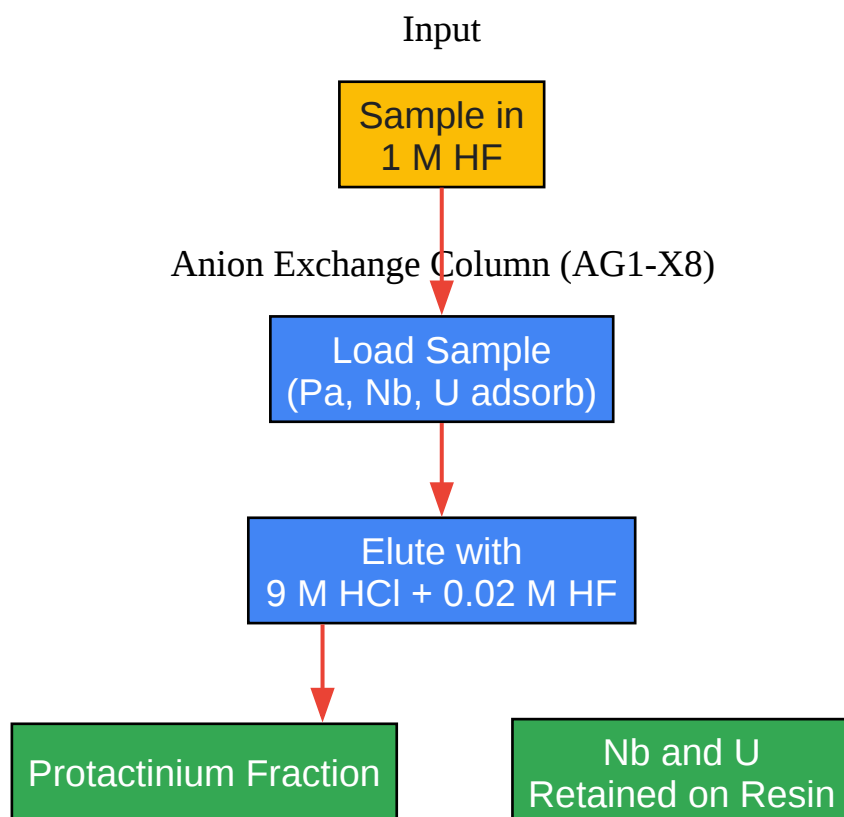 Input
Sample in
1 M HF
Anion Exchange Column (AG1-X8)
Load Sample
(Pa, Nb, U adsorb)
Elute with
9 M HCl + 0.02 M HF
Protactinium Fraction
Nb and U
Retained on Resin